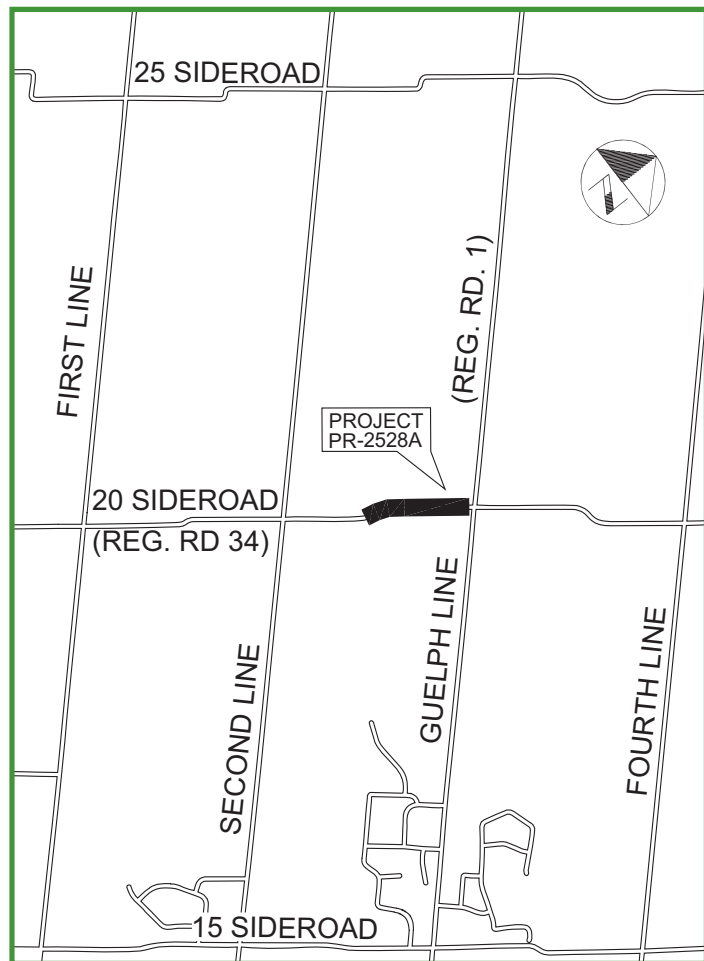 25 SIDEROAD
FIRST LINE
(REG. RD. 1)
PROJECT
PR-2528A
20 SIDEROAD
(REG. RD 34)
SECOND LINE
GUELPH LINE
FOURTH LINE
15 SIDEROAD